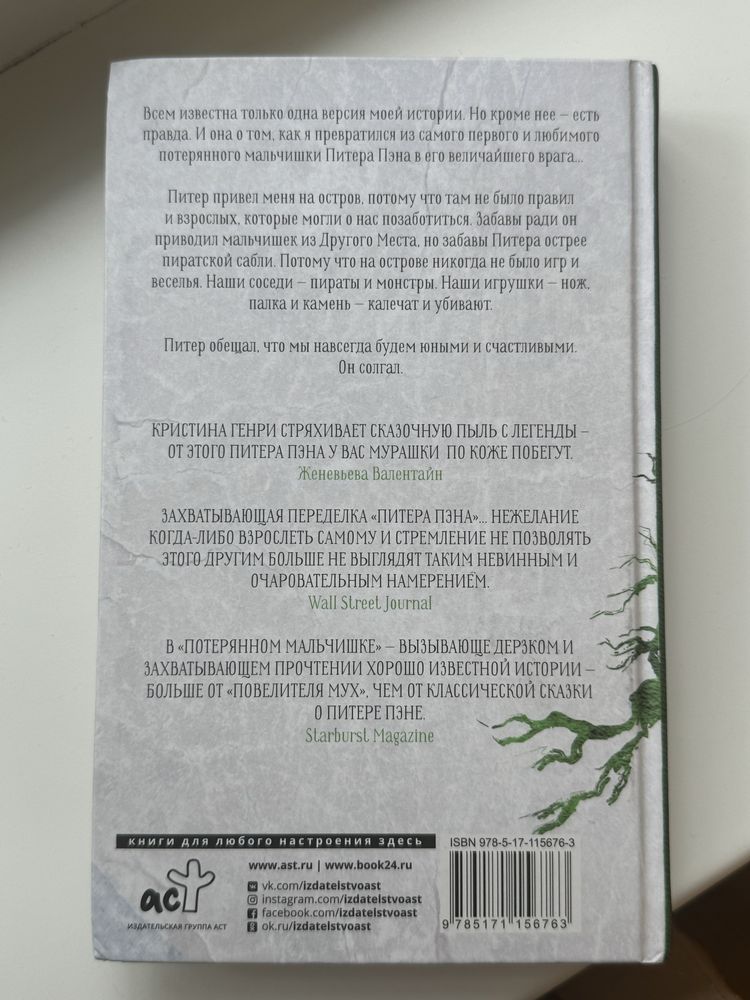 Всем известна только одна версия моей истории. Но кроме нее – есть
правда. И она о том, как я превратился из самого первого и любимого
потерянного мальчишки Питера Пэна в его величайшего врага...
Питер привел меня на остров, потому что там не было правил
и взрослых, которые могли о нас позаботиться. Забавы ради он
приводил мальчишек из Другого Места, но забавы Питера острее
пиратской сабли. Потому что на острове никогда не было игр и
веселья. Наши соседи – пираты и монстры. Наши игрушки – нож,
палка и камень – калечат и убивают.
Питер обещал, что мы навсегда будем юными и счастливыми.
Он солгал.
КРИСТИНА ГЕНРИ СТРЯХИВАЕТ СКАЗОЧНУЮ ПЫЛЬ С ЛЕГЕНДЫ –
ОТ ЭТОГО ПИТЕРА ПЭНА У ВАС МУРАШКИ ПО КОЖЕ ПОБЕГУТ.
Женевьева Валентайн
ЗАХВАТЫВАЮЩАЯ ПЕРЕДЕЛКА «ПИТЕРА ПЭНА»... НЕЖЕЛАНИЕ
КОГДА-ЛИБО ВЗРОСЛЕТЬ САМОМУ И СТРЕМЛЕНИЕ НЕ ПОЗВОЛЯТЬ
ЭТОГО ДРУГИМ БОЛЬШЕ НЕ ВЫГЛЯДЯТ ТАКИМ НЕВИННЫМ И
ОЧАРОВАТЕЛЬНЫМ НАМЕРЕНИЁМ.
Wall Street Journal
В «ПОТЕРЯННОМ МАЛЬЧИШКЕ» – ВЫЗЫВАЮЩЕ ДЕРЗКОМ И
ЗАХВАТЫВАЮЩЕМ ПРОЧТЕНИИ ХОРОШО ИЗВЕСТНОЙ ИСТОРИИ –
БОЛЬШЕ ОТ «ПОВЕЛИТЕЛЯ МУХ», ЧЕМ ОТ КЛАССИЧЕСКОЙ СКАЗКИ
О ПИТЕРЕ ПЭНЕ.
Starburst Magazine
книги для любого настроения здесь
аст
ИЗДАТЕЛЬСКАЯ ГРУППА АСТ
www.ast.ru | www.book24.ru
vk.com/izdatelstvoast
instagram.com/izdatelstvoast
facebook.com/izdatelstvoast
ok.ru/izdatelstvoast
ISBN 978-5-17-115676-3
9 785171 156763